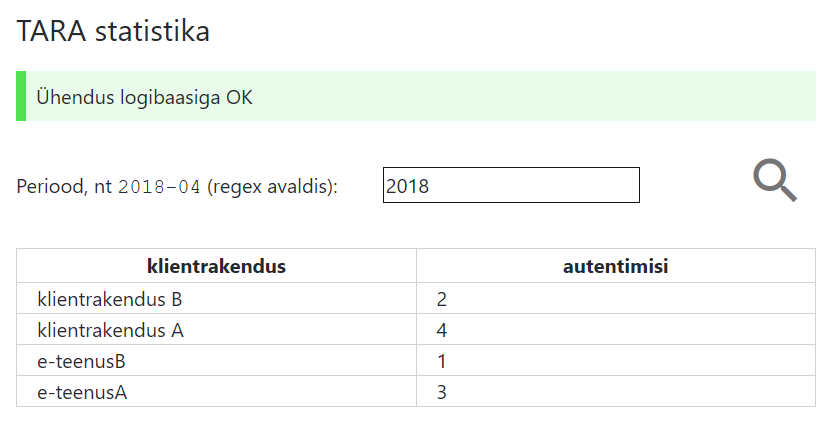 TARA statistika
Ühendus logibaasiga OK
Periood, nt 2018-04 (regex avaldis): 2018
klientrakendus autentimisi
klientrakendus B 2
klientrakendus A 4
e-teenusB 1
e-teenusA 3